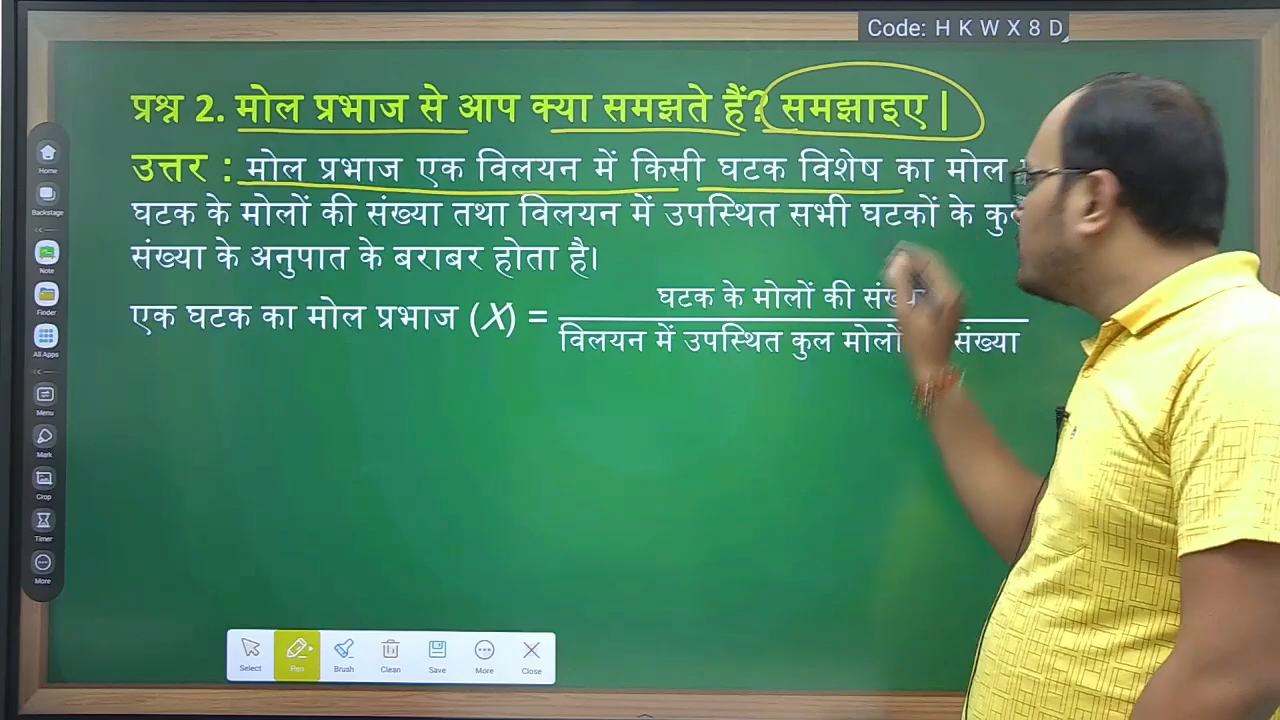 Code: H K W X 8 D
प्रश्न 2. मोल प्रभाज से आप क्या समझते हैं? समझाइए |
उत्तर : मोल प्रभाज एक विलयन में किसी घटक विशेष का मोल
घटक के मोलों की संख्या तथा विलयन में उपस्थित सभी घटकों के
संख्या के अनुपात के बराबर होता है।
एक घटक का मोल प्रभाज (X) =
घटक के मोलों की
विलयन में उपस्थित कुल मोलों संख्या
Home
Backstage
Note
Finder
All Apps
Menu
Mark
Crop
Timer
More
Select
Pen
Brush
Clean
Save
More
Close